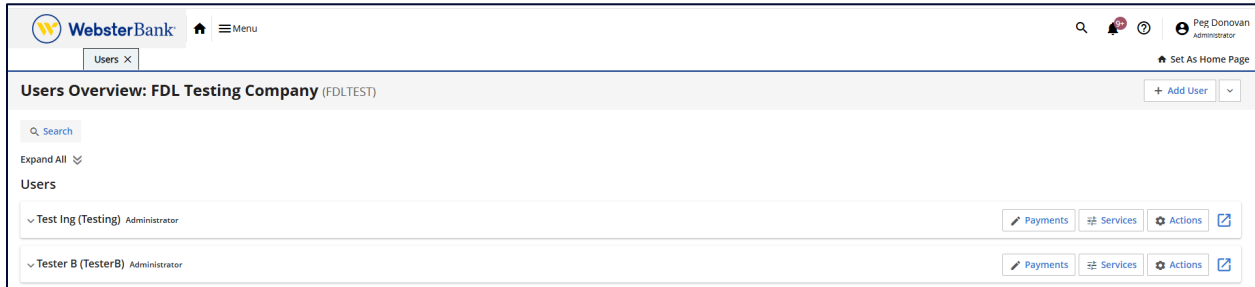 WebsterBank Menu 9+ Peg Donovan
Administrator
Users X Set As Home Page
Users Overview: FDL Testing Company (FDLTEST) + Add User
Search
Expand All
Users
Test Ing (Testing) Administrator Payments Services Actions
Tester B (TesterB) Administrator Payments Services Actions